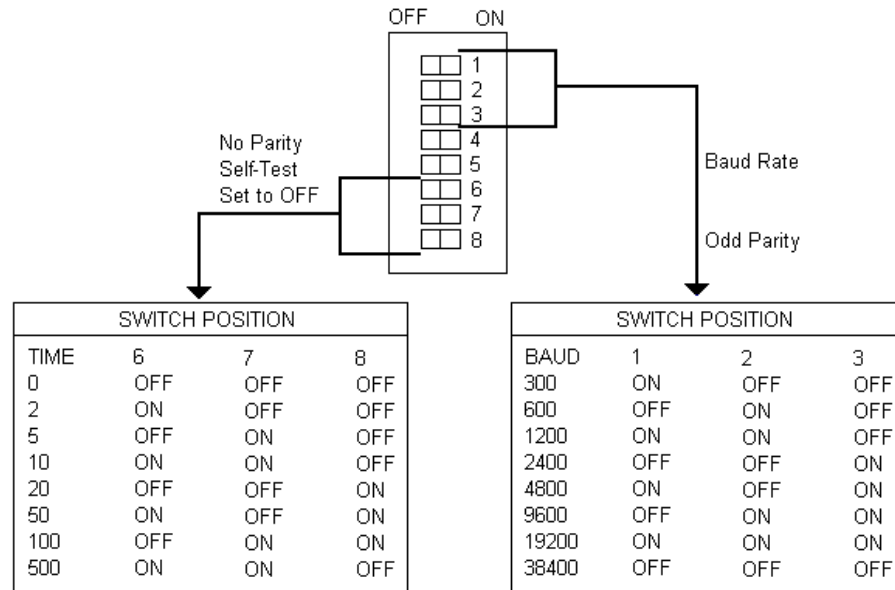 OFF ON
1
2
3
4
5
6
7
8
No Parity
Self-Test
Set to OFF
Baud Rate
Odd Parity
SWITCH POSITION
TIME 6 7 8
0 OFF OFF OFF
2 ON OFF OFF
5 OFF ON OFF
10 ON ON OFF
20 OFF OFF ON
50 ON OFF ON
100 OFF ON ON
500 ON ON OFF
SWITCH POSITION
BAUD 1 2 3
300 ON OFF OFF
600 OFF ON OFF
1200 ON ON OFF
2400 OFF OFF ON
4800 ON OFF ON
9600 OFF ON ON
19200 ON ON ON
38400 OFF OFF OFF